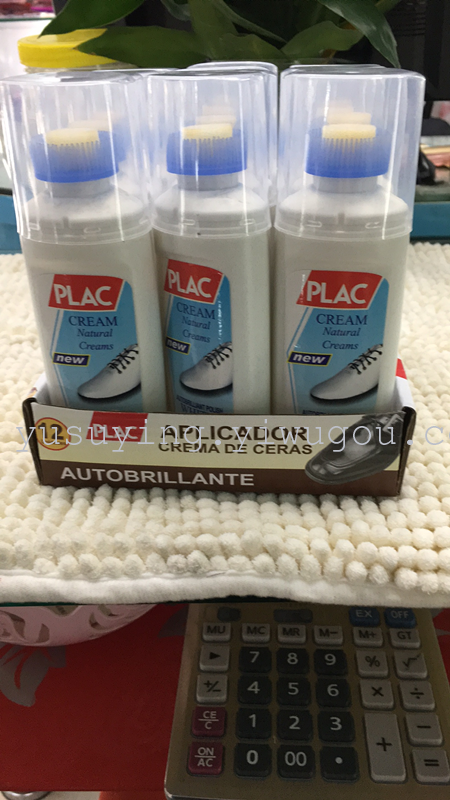 PLAC
CREAM
Natural
Creams
new
PLAC
CREAM
Natural
Creams
new
PLAC
CREAM
Natural
Creams
new
11
PLAC
APLICADOR
CREMA DE CERAS
AUTOBRILLANTE
yusuying.yiwugou.c
EX OFF
MU MC MR M- M+ GT
7 8 9 % √
+/- 4 5 6 × ÷
CE/C 1 2 3 + -
ON/AC 0 00 . =